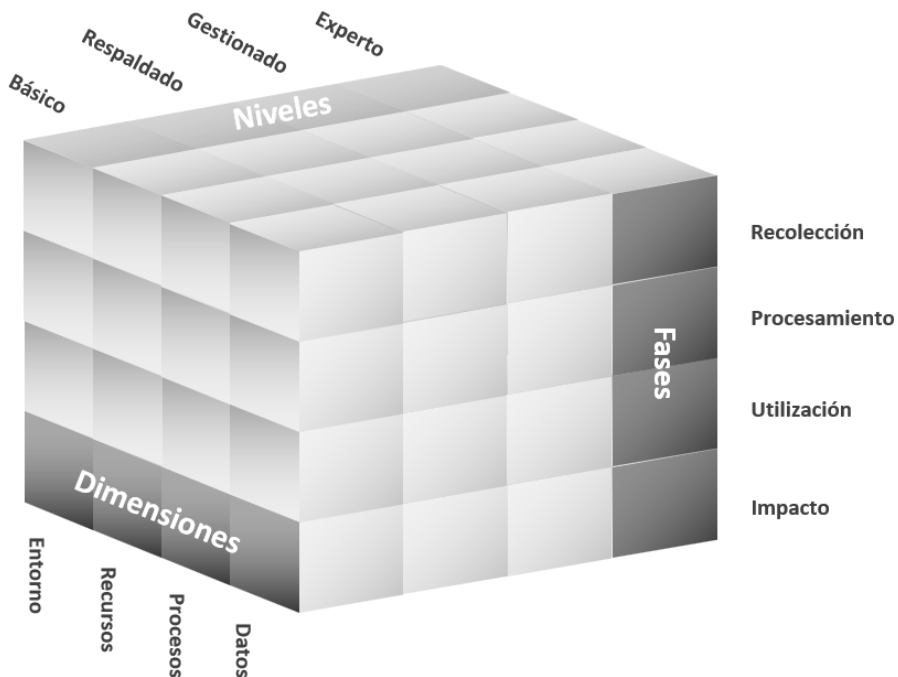 Básico
Respaldado
Gestionado
Experto
Niveles
Recolección
Procesamiento
Fases
Utilización
Impacto
Dimensiones
Entorno
Recursos
Procesos
Datos